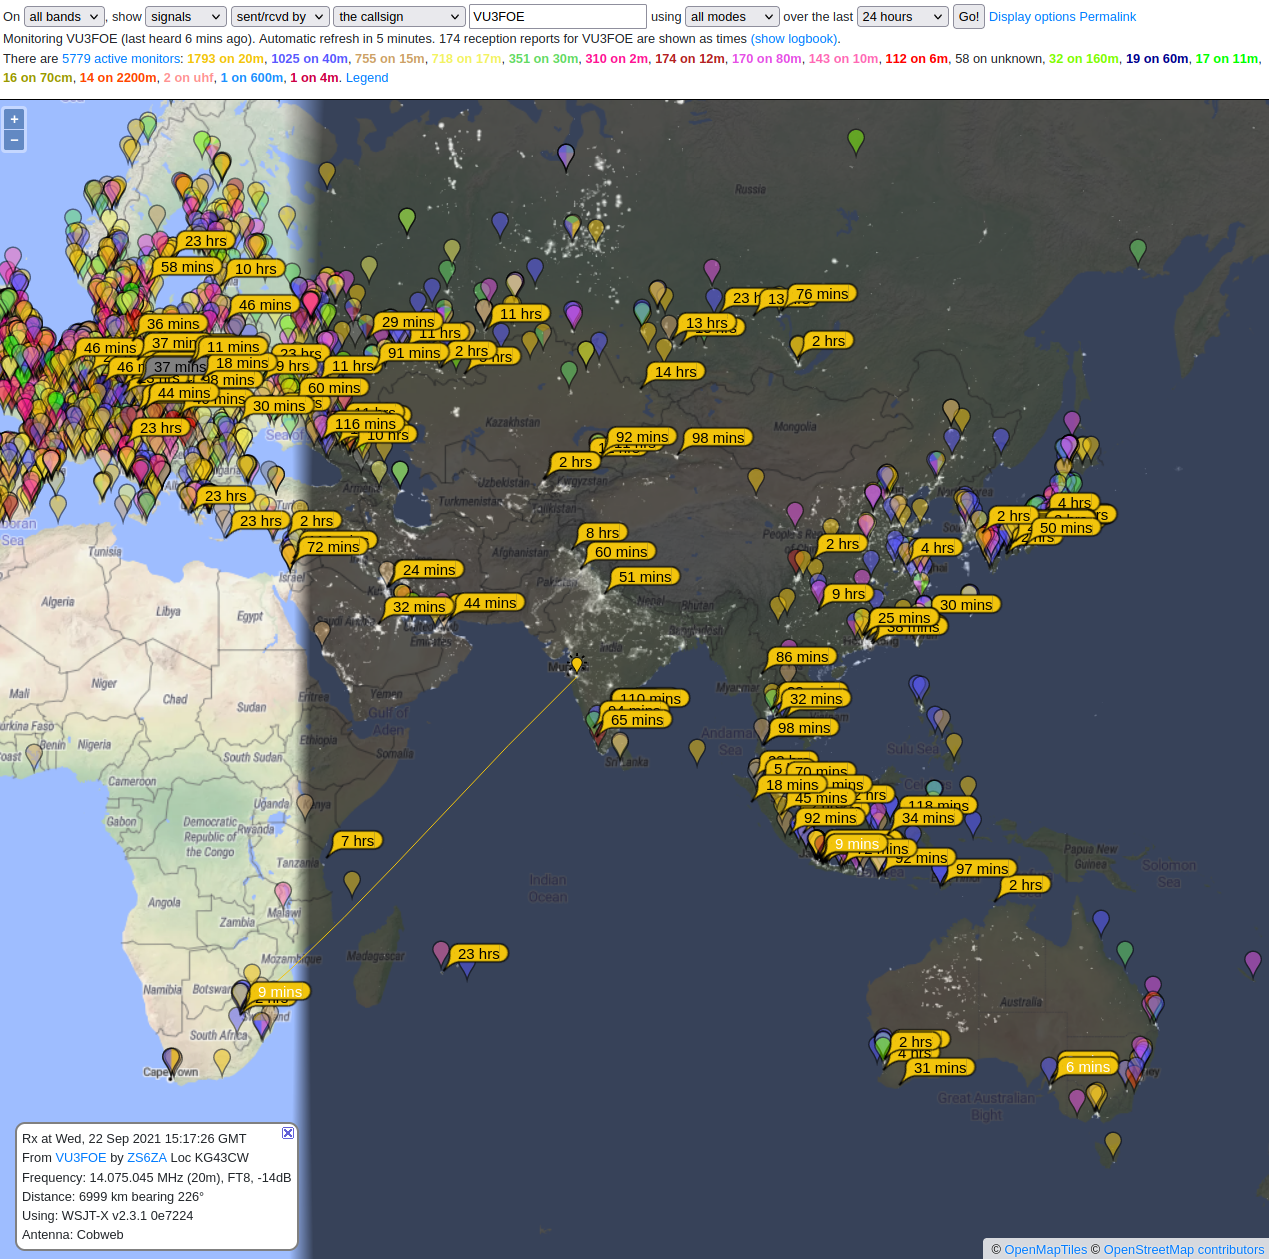 On all bands , show signals sent/rcvd by the callsign VU3FOE using all modes over the last 24 hours Go! Display options Permalink
Monitoring VU3FOE (last heard 6 mins ago). Automatic refresh in 5 minutes. 174 reception reports for VU3FOE are shown as times (show logbook).
There are 5779 active monitors: 1793 on 20m, 1025 on 40m, 755 on 15m, 718 on 17m, 351 on 30m, 310 on 2m, 174 on 12m, 170 on 80m, 143 on 10m, 112 on 6m, 58 on unknown, 32 on 160m, 19 on 60m, 17 on 11m,
16 on 70cm, 14 on 2200m, 2 on uhf, 1 on 600m, 1 on 4m. Legend
+
−
Russia
23 hrs
58 mins
10 hrs
46 mins
76 mins
11 hrs
36 mins
29 mins
11 hrs
13 hrs
2 hrs
46 mins
11 mins
91 mins
2 hrs
18 mins
9 hrs
11 hrs
14 hrs
37 mins
98 mins
60 mins
44 mins
30 mins
23 hrs
116 mins
10 hrs
Kazakhstan
Mongolia
92 mins
98 mins
2 hrs
Uzbekistan
Kyrgyzstan
Turkmenistan
Tajikistan
23 hrs
23 hrs
2 hrs
72 mins
4 hrs
2 hrs
50 mins
2 hrs
4 hrs
Sea
Tunisia
Israel
Afghanistan
8 hrs
60 mins
51 mins
24 mins
32 mins
44 mins
Pakistan
Nepal
Bhutan
Bangladesh
9 hrs
30 mins
25 mins
38 mins
Algeria
Libya
Egypt
Saudi Arabia
United Arab
Emirates
India
86 mins
Myanmar
32 mins
98 mins
Mali
Niger
Chad
Sudan
Eritrea
Yemen
Gulf of
Aden
110 mins
65 mins
Andaman
Sea
Sri Lanka
Sulu Sea
Benin
Nigeria
South Sudan
Ethiopia
Somalia
Cameroon
Gabon
Democratic
Republic of
the Congo
Uganda
Rwanda
Kenya
70 mins
18 mins
45 mins
2 hrs
118 mins
92 mins
34 mins
9 mins
92 mins
97 mins
2 hrs
7 hrs
Tanzania
Papua New
Guinea
Solomon
Sea
Indian
Ocean
Angola
Malawi
Zambia
Mozambique
Madagascar
23 hrs
Namibia
9 mins
2 hrs
South Africa
Cape Town
Australia
2 hrs
4 hrs
31 mins
6 mins
Great Australian
Bight
Rx at Wed, 22 Sep 2021 15:17:26 GMT
From VU3FOE by ZS6ZA Loc KG43CW
Frequency: 14.075.045 MHz (20m), FT8, -14dB
Distance: 6999 km bearing 226°
Using: WSJT-X v2.3.1 0e7224
Antenna: Cobweb
© OpenMapTiles © OpenStreetMap contributors